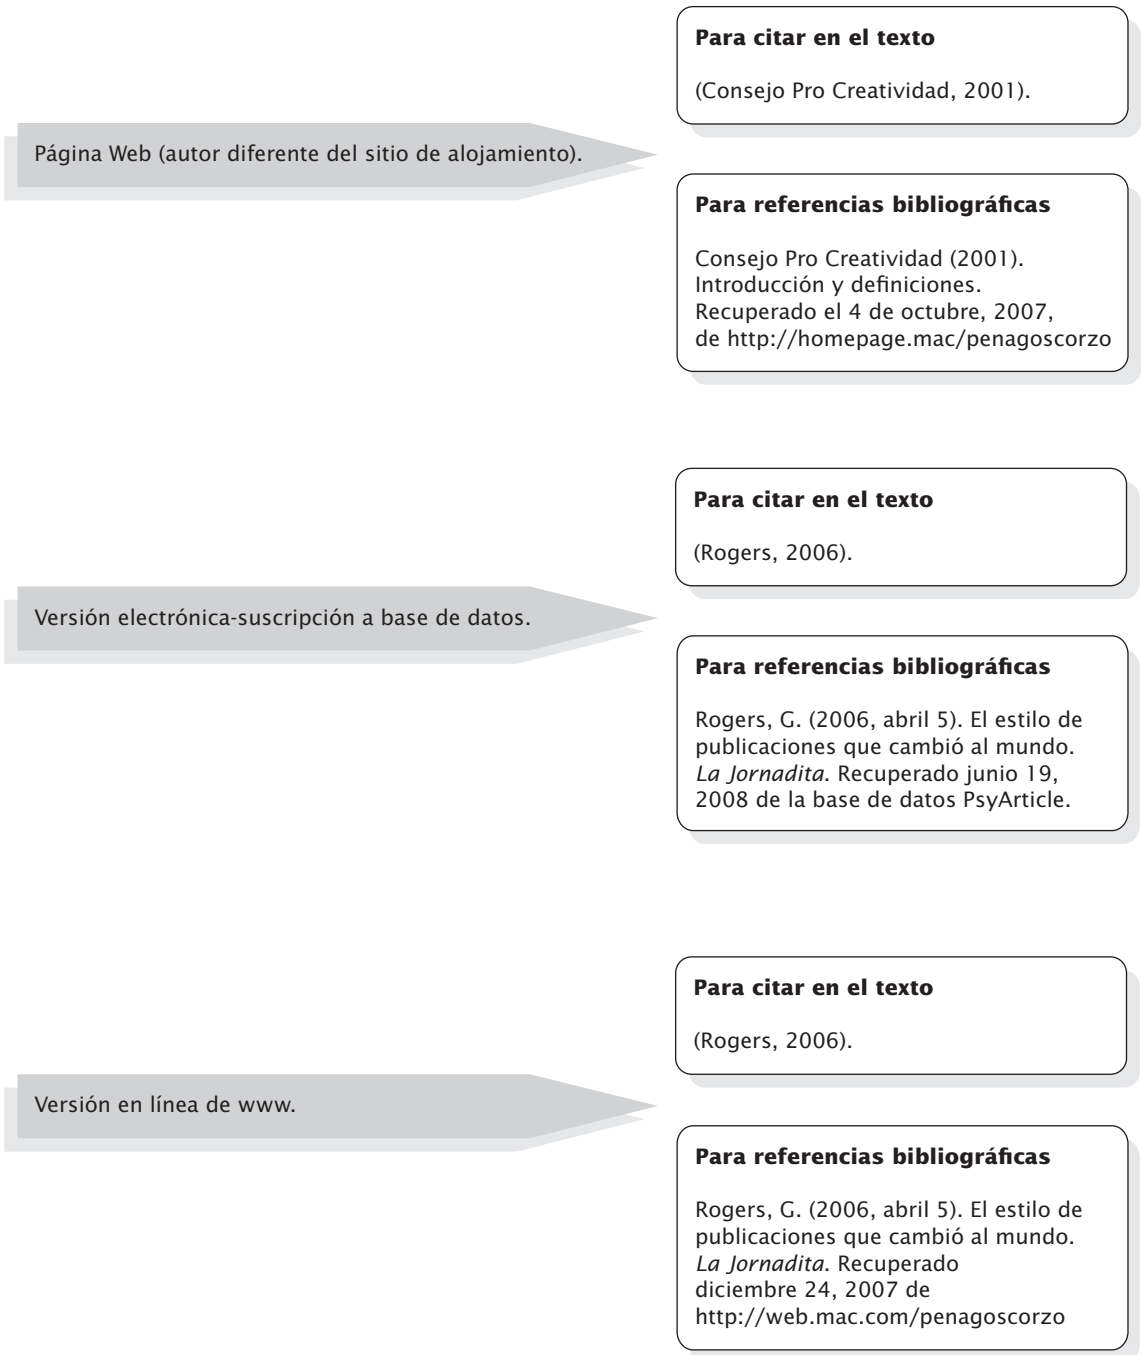 Para citar en el texto
(Consejo Pro Creatividad, 2001).
Página Web (autor diferente del sitio de alojamiento).
Para referencias bibliográficas
Consejo Pro Creatividad (2001).
Introducción y definiciones.
Recuperado el 4 de octubre, 2007,
de http://homepage.mac/penagoscorzo
Para citar en el texto
(Rogers, 2006).
Versión electrónica-suscripción a base de datos.
Para referencias bibliográficas
Rogers, G. (2006, abril 5). El estilo de
publicaciones que cambió al mundo.
La Jornadita. Recuperado junio 19,
2008 de la base de datos PsyArticle.
Para citar en el texto
(Rogers, 2006).
Versión en línea de www.
Para referencias bibliográficas
Rogers, G. (2006, abril 5). El estilo de
publicaciones que cambió al mundo.
La Jornadita. Recuperado
diciembre 24, 2007 de
http://web.mac.com/penagoscorzo